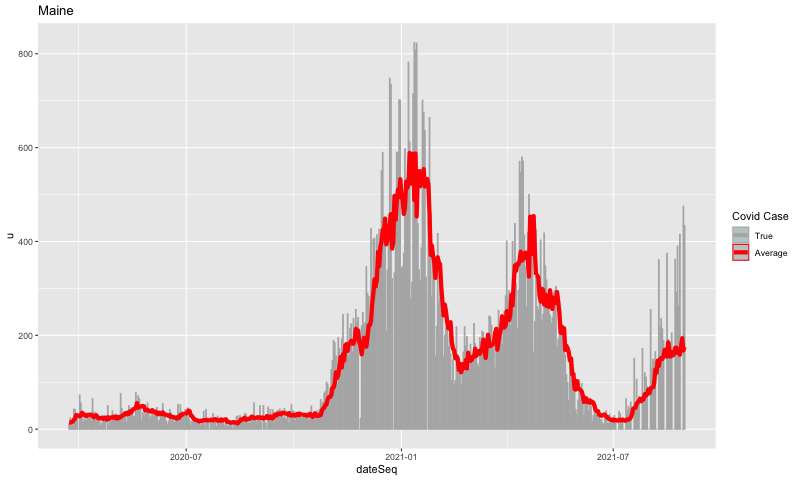 Maine
800
600
400
200
0
u
2020-07
2021-01
2021-07
dateSeq
Covid Case
True
Average